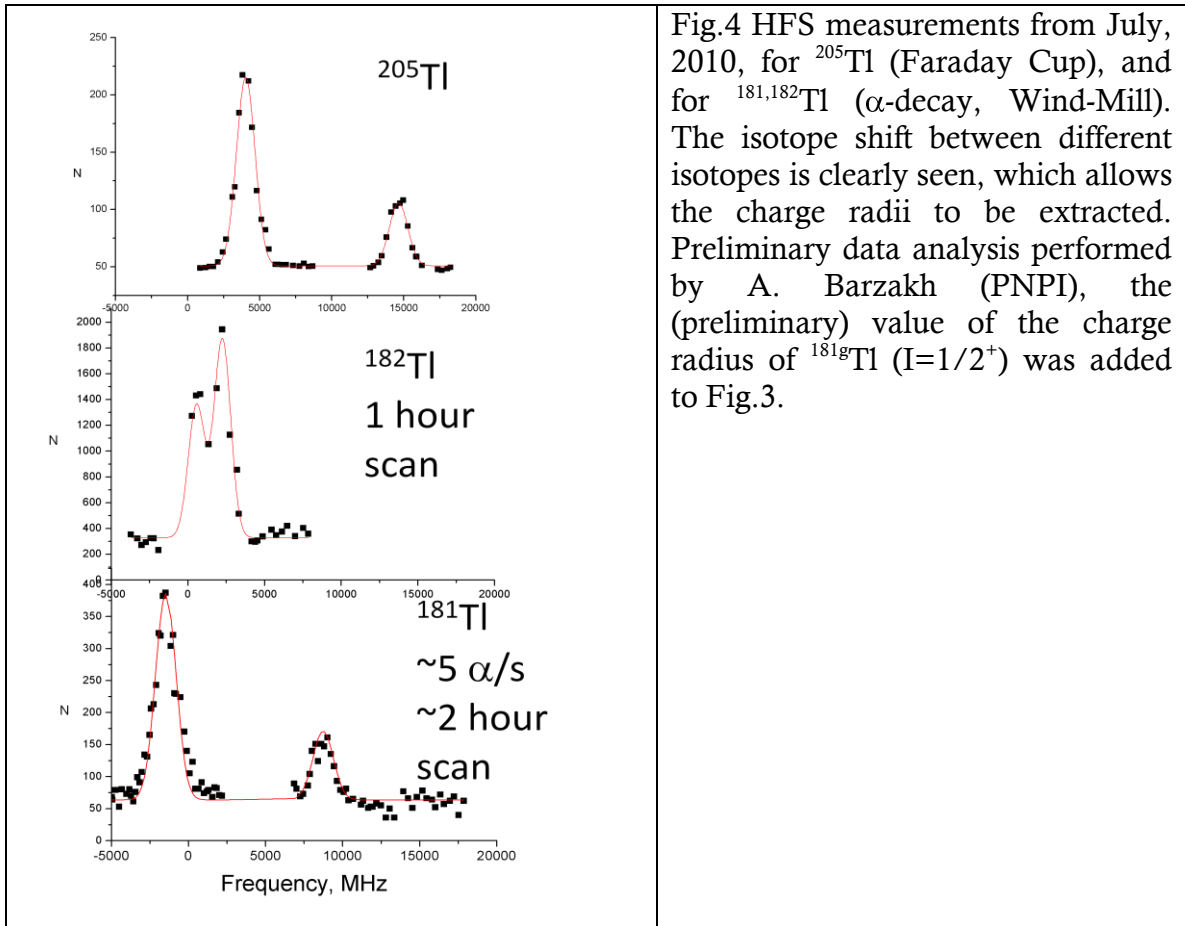 250
200
150
100
50
N
-5000 0 5000 10000 15000 20000
²⁰⁵Tl
2000
1800
1600
1400
1200
1000
800
600
400
200
0
N
-5000 0 5000 10000 15000 20000
¹⁸²Tl
1 hour
scan
400
350
300
250
200
150
100
50
0
N
-5000 0 5000 10000 15000 20000
¹⁸¹Tl
~5 α/s
~2 hour
scan
Frequency, MHz
Fig.4 HFS measurements from July,
2010, for ²⁰⁵Tl (Faraday Cup), and
for ¹⁸¹,¹⁸²Tl (α-decay, Wind-Mill).
The isotope shift between different
isotopes is clearly seen, which allows
the charge radii to be extracted.
Preliminary data analysis performed
by A. Barzakh (PNPI), the
(preliminary) value of the charge
radius of ¹⁸¹ᵍTl (I=1/2⁺) was added
to Fig.3.